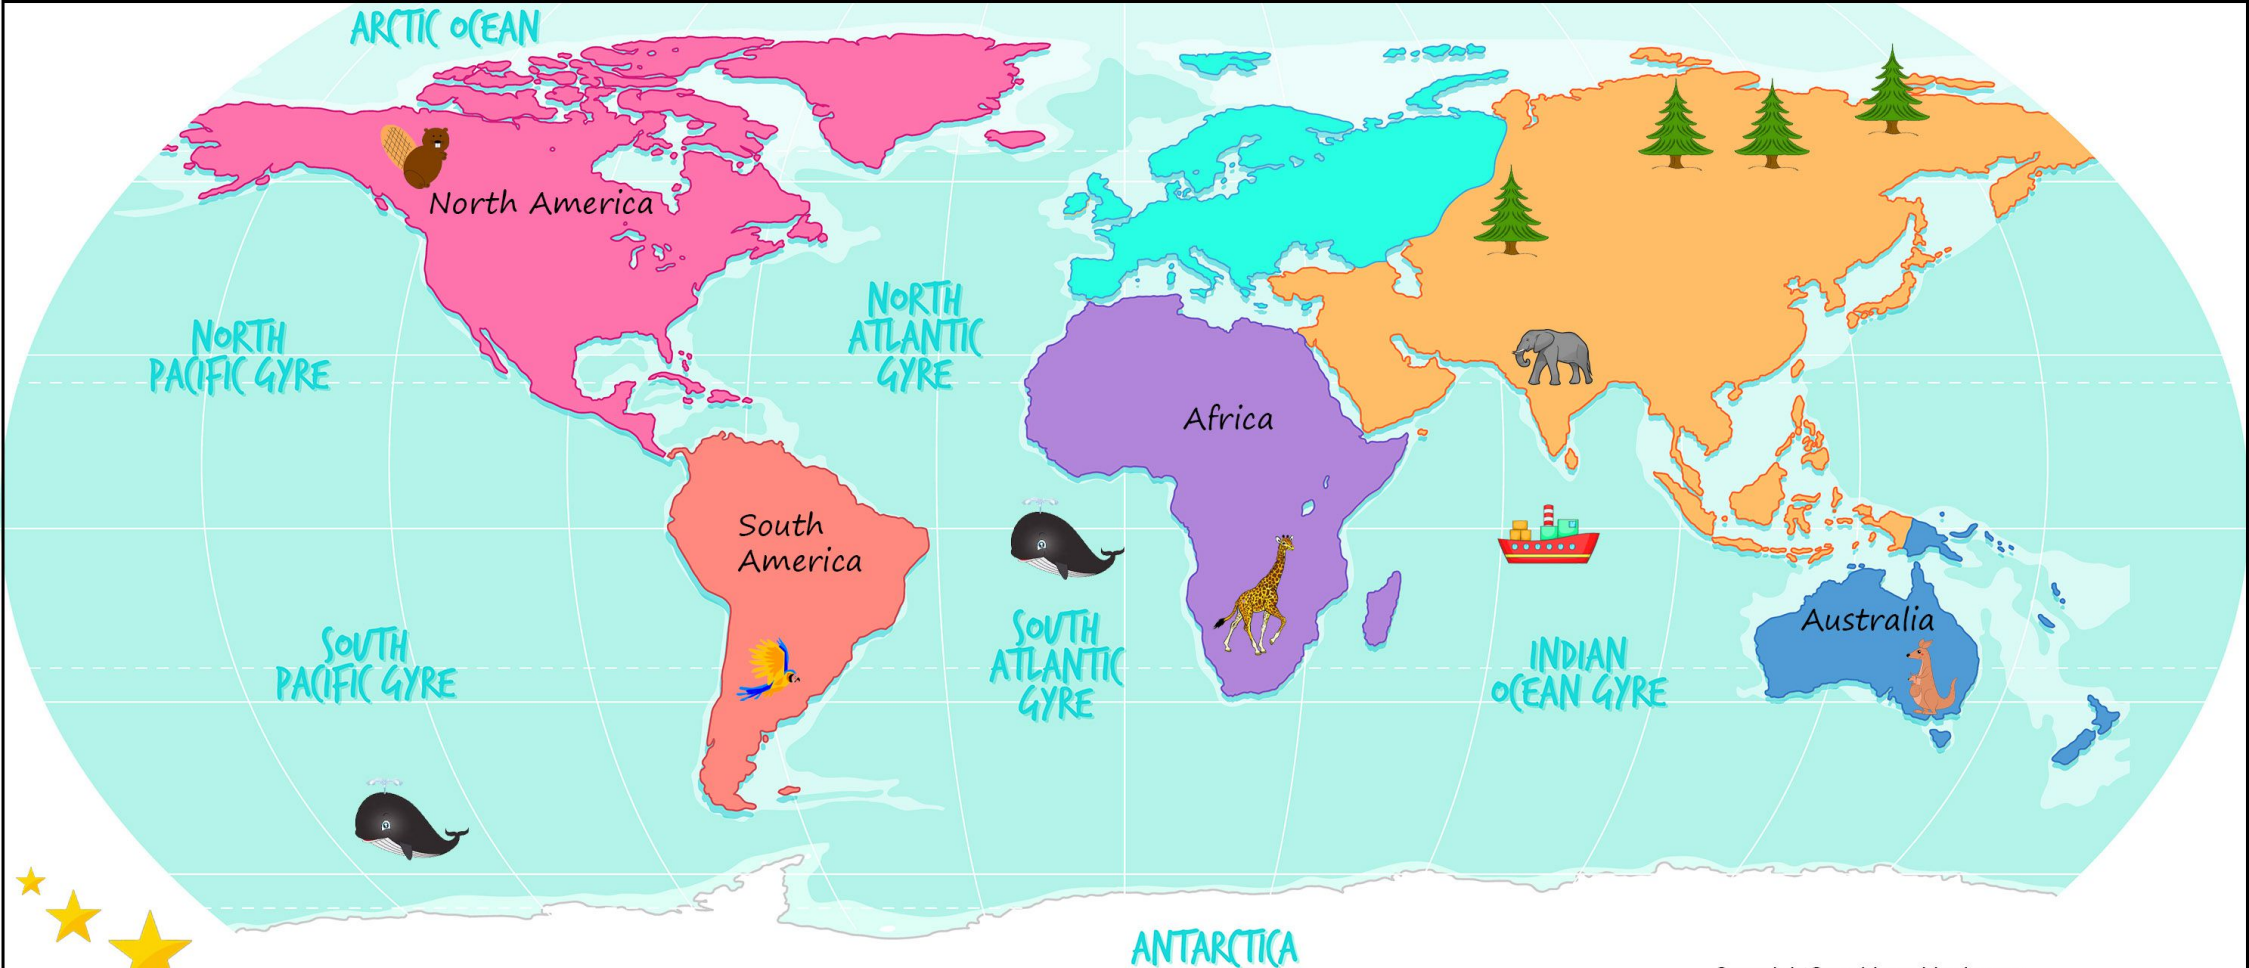 ARCTIC OCEAN
North America
NORTH
ATLANTIC
GYRE
NORTH
PACIFIC GYRE
Africa
South
America
SOUTH
ATLANTIC
GYRE
Australia
SOUTH
PACIFIC GYRE
INDIAN
OCEAN GYRE
ANTARCTICA